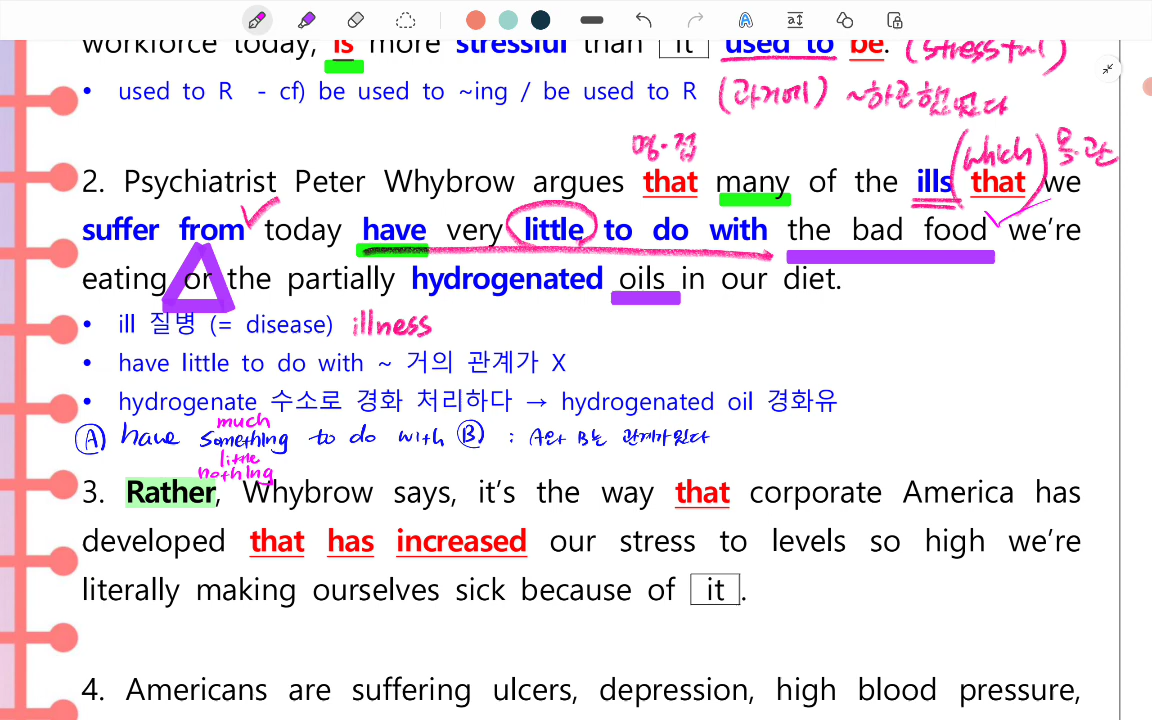 workforce today, is more stressful than it used to be. (stressful)
• used to R - cf) be used to ~ing / be used to R (과거에) ~하곤했었다
명.접 (which) 목.관
2. Psychiatrist Peter Whybrow argues that many of the ills that we
suffer from today have very little to do with the bad food we're
eating or the partially hydrogenated oils in our diet.
• ill 질병 (= disease) illness
• have little to do with ~ 거의 관계가 X
• hydrogenate 수소로 경화 처리하다 → hydrogenated oil 경화유
much
Ⓐ have something to do with Ⓑ : A와 B는 관계가 있다
little
nothing
3. Rather, Whybrow says, it's the way that corporate America has
developed that has increased our stress to levels so high we're
literally making ourselves sick because of it.
4. Americans are suffering ulcers, depression, high blood pressure,